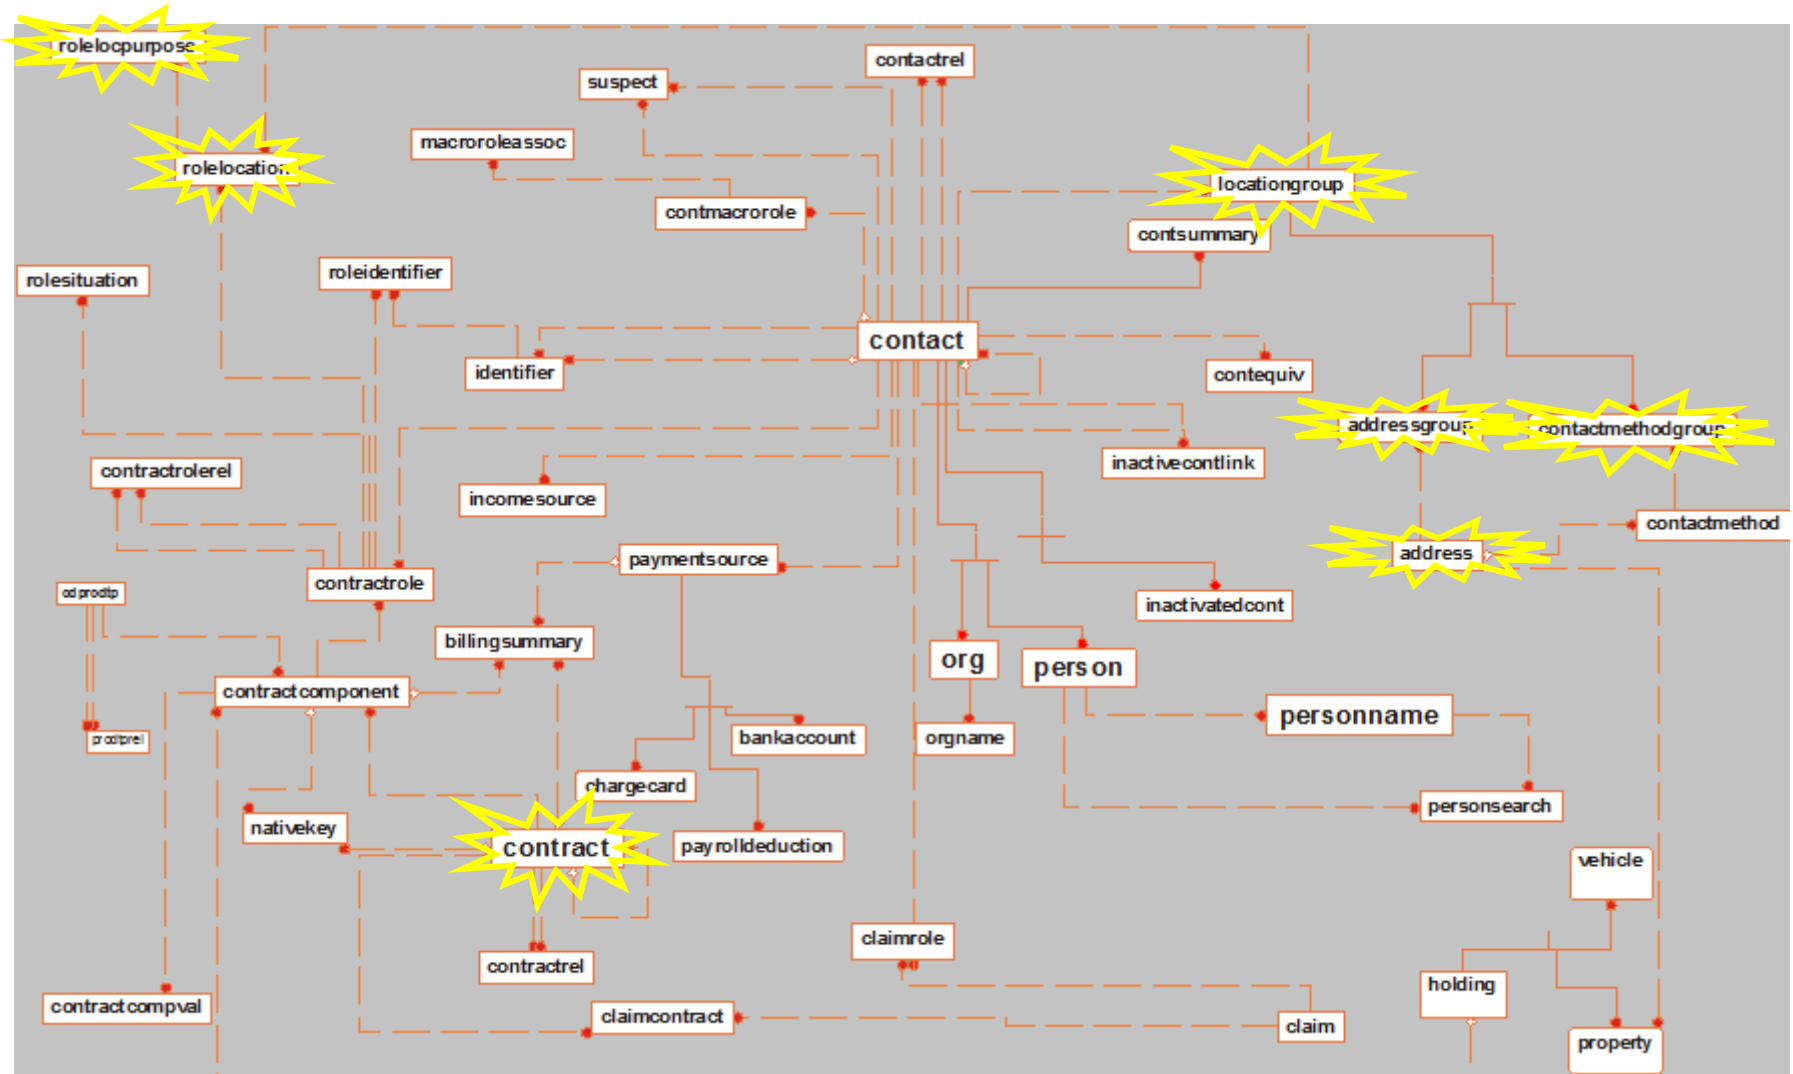 rolelocpurpose
contactrel
suspect
macroroleassoc
rolelocation
locationgroup
contmacrorole
contsummary
rolesituation
roleidentifier
contact
identifier
contequiv
addressgroup
contactmethodgroup
contractrolerel
incomesource
inactivecontlink
contactmethod
address
paymentsource
contractrole
cdprodtp
inactivatedcont
billingsummary
org
person
contractcomponent
personname
prodtprel
bankaccount
orgname
chargecard
personsearch
nativekey
contract
payrolldeduction
vehicle
claimrole
contractrel
holding
contractcompval
claimcontract
claim
property